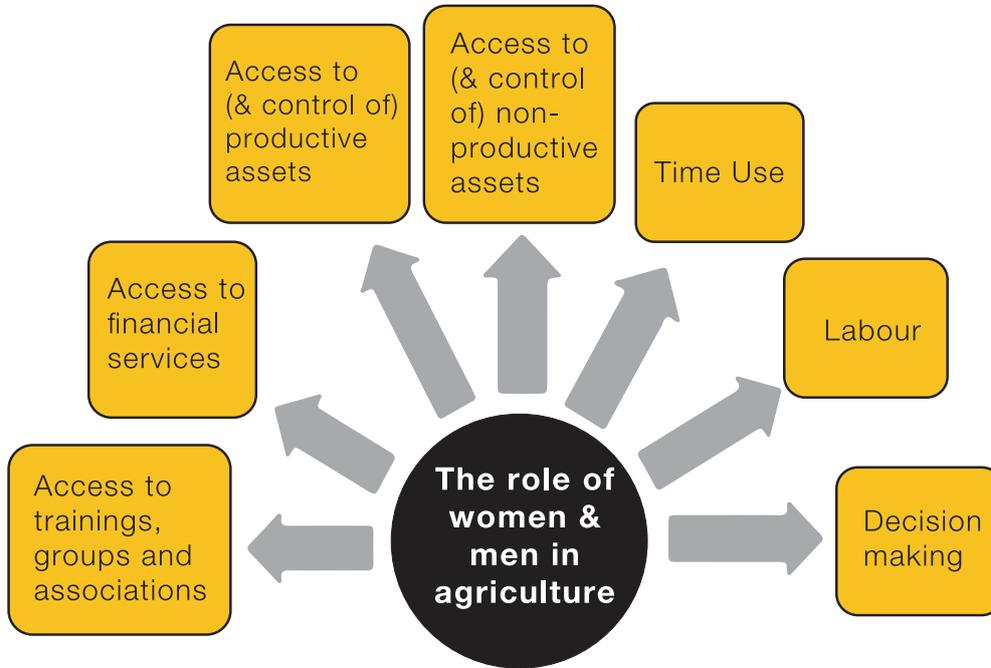 Access to
(& control of)
productive
assets
Access to
(& control
of) non-
productive
assets
Time Use
Access to
financial
services
Labour
Access to
trainings,
groups and
associations
The role of
women &
men in
agriculture
Decision
making